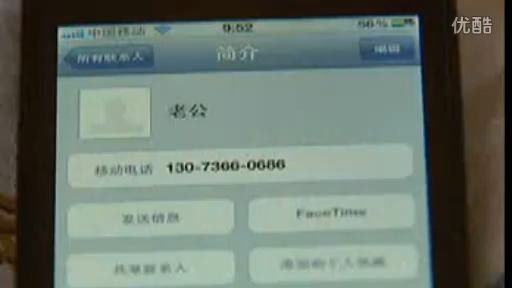 优酷
中国移动 9:52 56%
所有联系人 简介 编辑
老公
移动电话 130-7366-0686
发送信息 FaceTime
共享联系人 添加到个人收藏